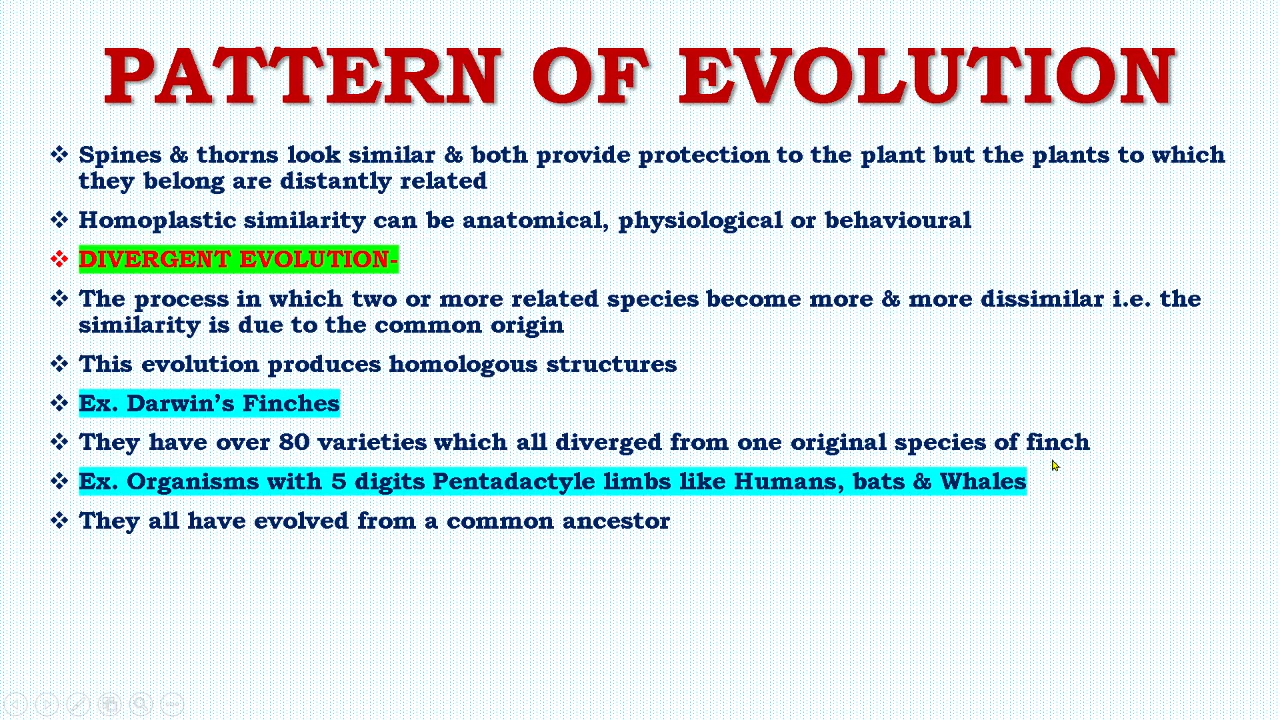 PATTERN OF EVOLUTION
❖ Spines & thorns look similar & both provide protection to the plant but the plants to which
they belong are distantly related
❖ Homoplastic similarity can be anatomical, physiological or behavioural
❖ DIVERGENT EVOLUTION-
❖ The process in which two or more related species become more & more dissimilar i.e. the
similarity is due to the common origin
❖ This evolution produces homologous structures
❖ Ex. Darwin’s Finches
❖ They have over 80 varieties which all diverged from one original species of finch
❖ Ex. Organisms with 5 digits Pentadactyle limbs like Humans, bats & Whales
❖ They all have evolved from a common ancestor